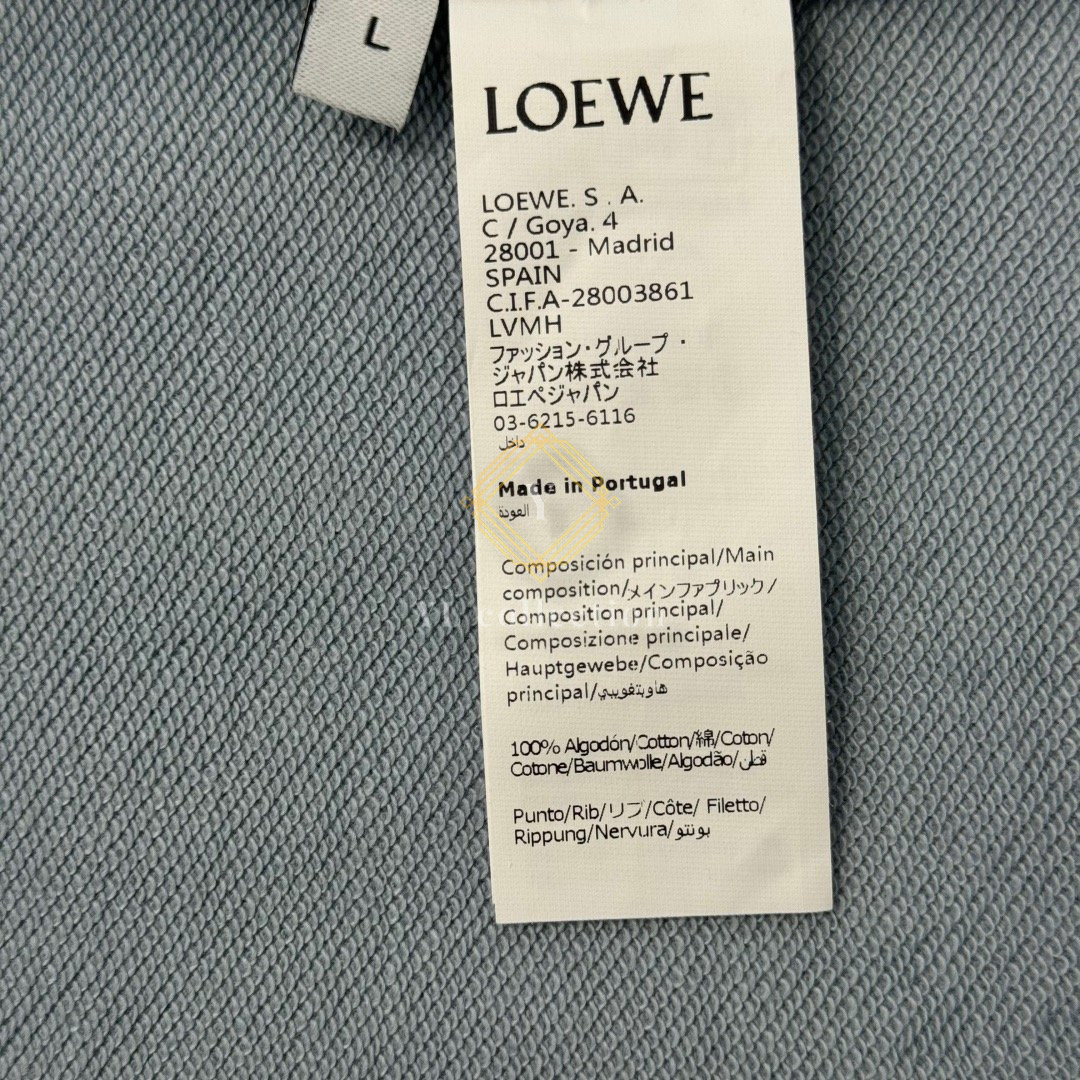 L
LOEWE
LOEWE. S . A.
C / Goya. 4
28001 - Madrid
SPAIN
C.I.F.A-28003861
LVMH
ファッション・グループ・
ジャパン株式会社
ロエベジャパン
03-6215-6116
داخل
Made in Portugal
العودة
Composición principal/Main
composition/メインファブリック/
Composition principal/
Composizione principale/
Hauptgewebe/Composição
principal/هاوبتغويبي
100% Algodón/Cotton/綿/Coton/
Cotone/Baumwolle/Algodão/قطن
Punto/Rib/リブ/Côte/ Filetto/
Rippung/Nervura/بونتو